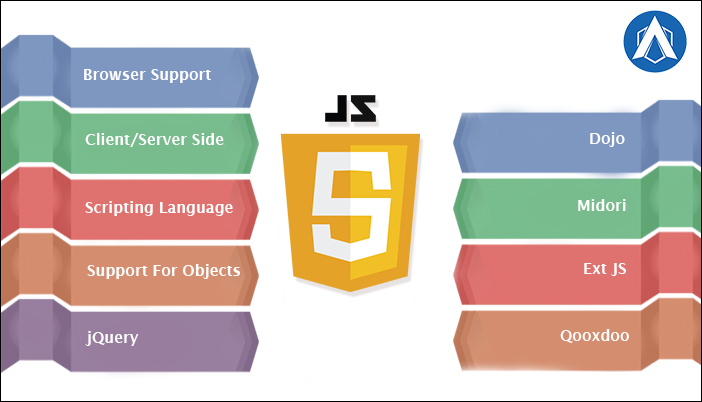 JS
Browser Support
Client/Server Side
Scripting Language
Support For Objects
jQuery
Dojo
Midori
Ext JS
Qooxdoo